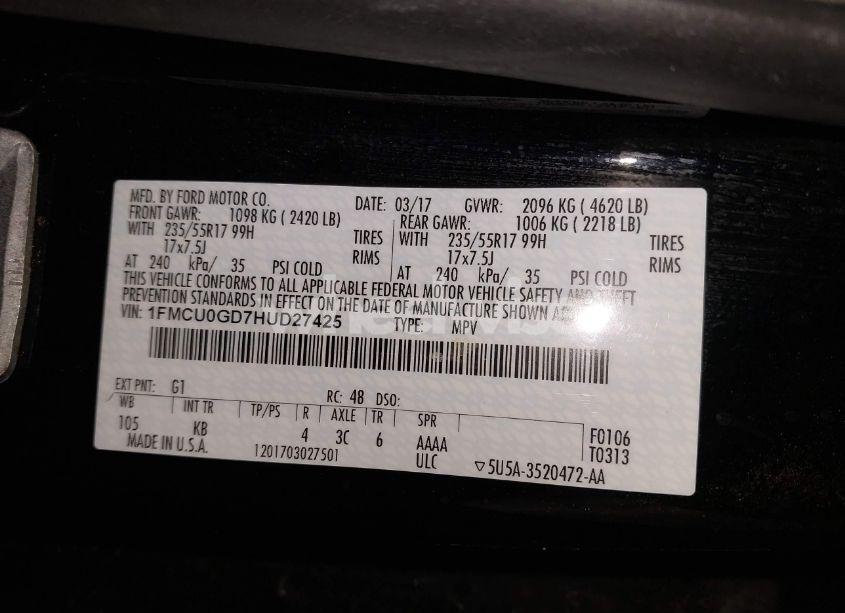 MFD. BY FORD MOTOR CO. DATE: 03/17 GVWR: 2096 KG ( 4620 LB)
FRONT GAWR: 1098 KG ( 2420 LB) REAR GAWR: 1006 KG ( 2218 LB)
WITH 235/55R17 99H TIRES WITH 235/55R17 99H TIRES
17x7.5J RIMS 17x7.5J RIMS
AT 240 kPa/ 35 PSI COLD AT 240 kPa/ 35 PSI COLD
THIS VEHICLE CONFORMS TO ALL APPLICABLE FEDERAL MOTOR VEHICLE SAFETY AND THEFT
PREVENTION STANDARDS IN EFFECT ON THE DATE OF MANUFACTURE SHOWN ABOVE.
VIN: 1FMCU0GD7HUD27425 TYPE: MPV
EXT PNT: G1 RC: 48 DSO:
WB INT TR TP/PS R AXLE TR SPR
105 KB 4 3C 6 AAAA F0106
MADE IN U.S.A. 1201703027501 ULC T0313
▽5U5A-3520472-AA